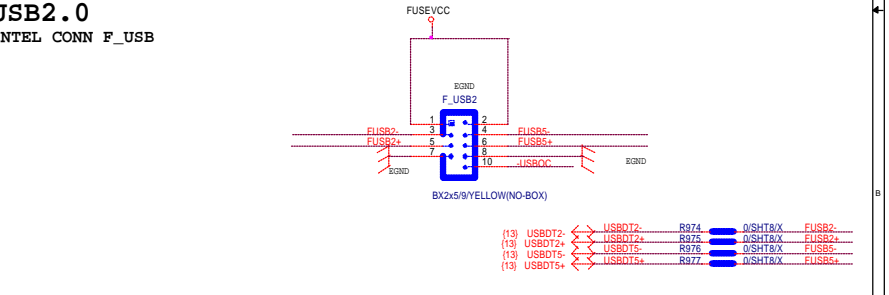 USB2.0
INTEL CONN F_USB
FUSEVCC
EGND
F_USB2
1 2
FUSB2- 3 4 FUSB5-
FUSB2+ 5 6 FUSB5+
7 8
10 -USBOC
EGND
EGND
BX2x5/9/YELLOW(NO-BOX)
B
{13} USBDT2- USBDT2- R974 0/SHT8/X FUSB2-
{13} USBDT2+ USBDT2+ R975 0/SHT8/X FUSB2+
{13} USBDT5- USBDT5- R976 0/SHT8/X FUSB5-
{13} USBDT5+ USBDT5+ R977 0/SHT8/X FUSB5+